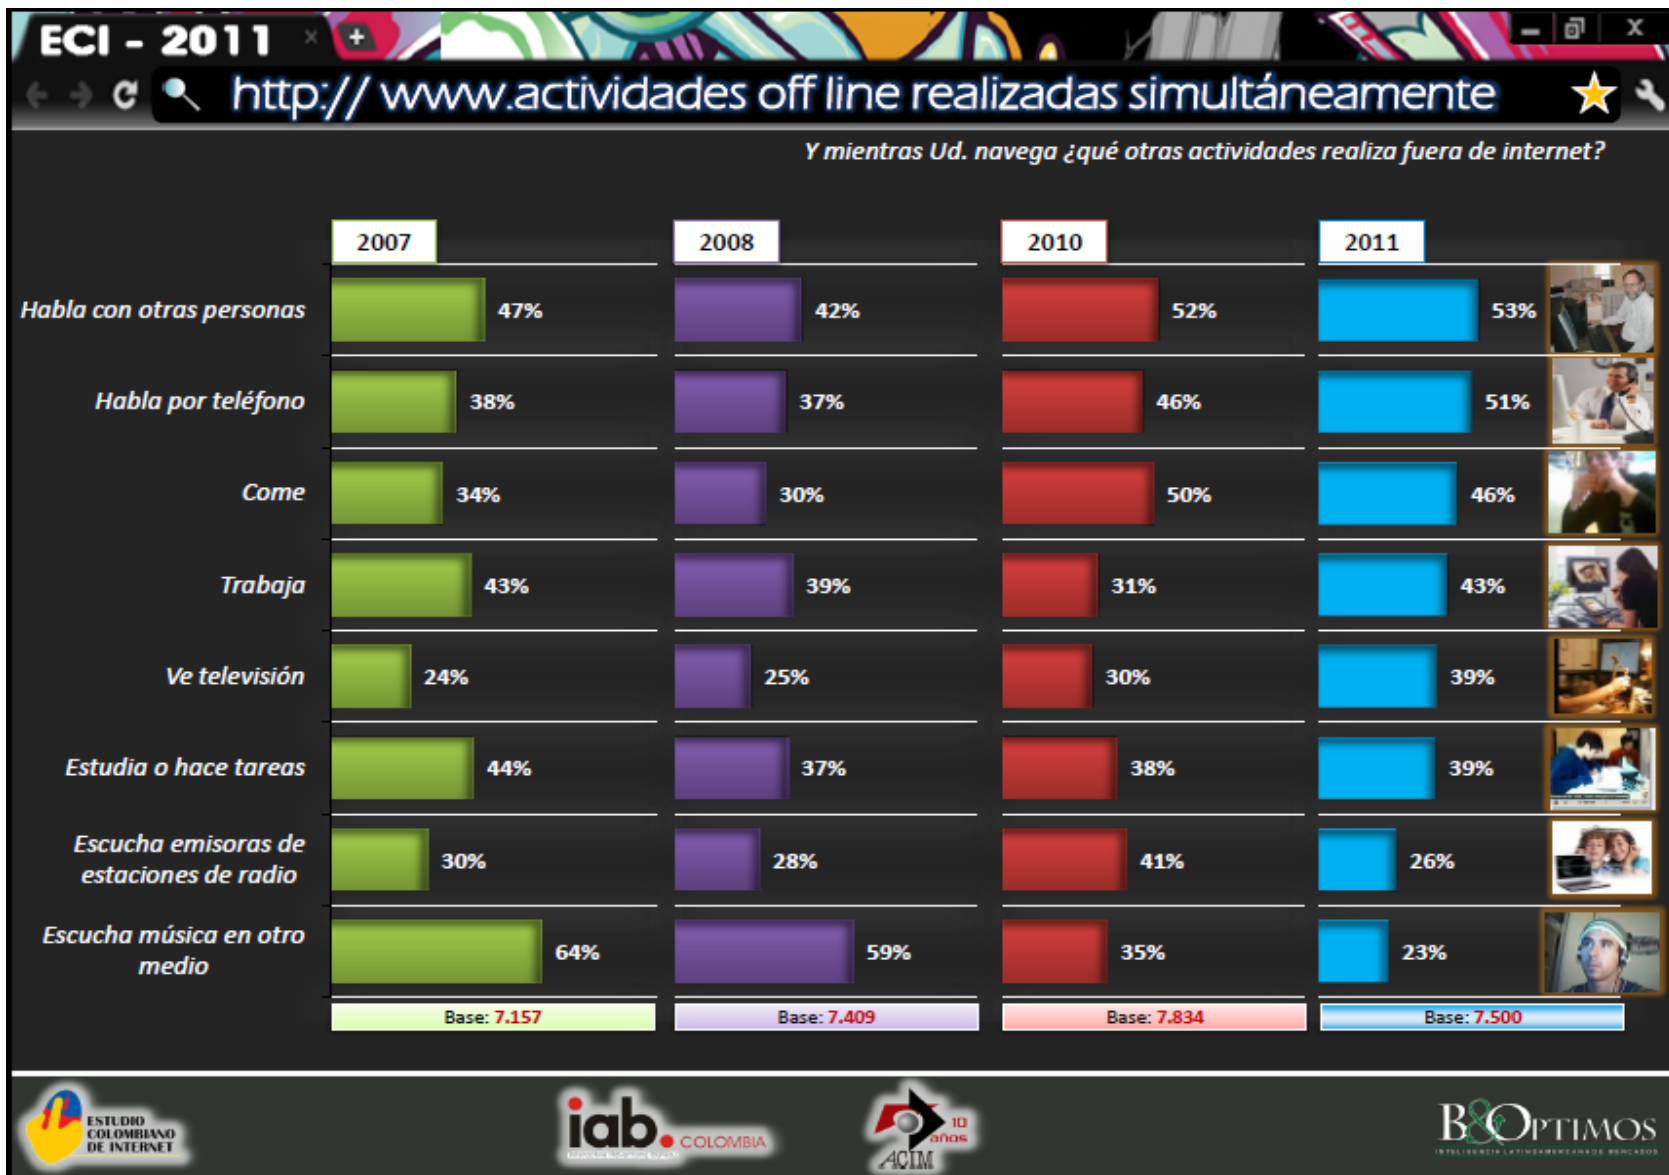 ECI - 2011
http:// www.actividades off line realizadas simultáneamente
Y mientras Ud. navega ¿qué otras actividades realiza fuera de internet?
2007 2008 2010 2011
Habla con otras personas 47% 42% 52% 53%
Habla por teléfono 38% 37% 46% 51%
Come 34% 30% 50% 46%
Trabaja 43% 39% 31% 43%
Ve televisión 24% 25% 30% 39%
Estudia o hace tareas 44% 37% 38% 39%
Escucha emisoras de
estaciones de radio 30% 28% 41% 26%
Escucha música en otro
medio 64% 59% 35% 23%
Base: 7.157 Base: 7.409 Base: 7.834 Base: 7.500
ESTUDIO
COLOMBIANO
DE INTERNET
iab. COLOMBIA
10
años
ACIM
B&OPTIMOS
INTELIGENCIA LATINOAMERICANA DE MERCADOS